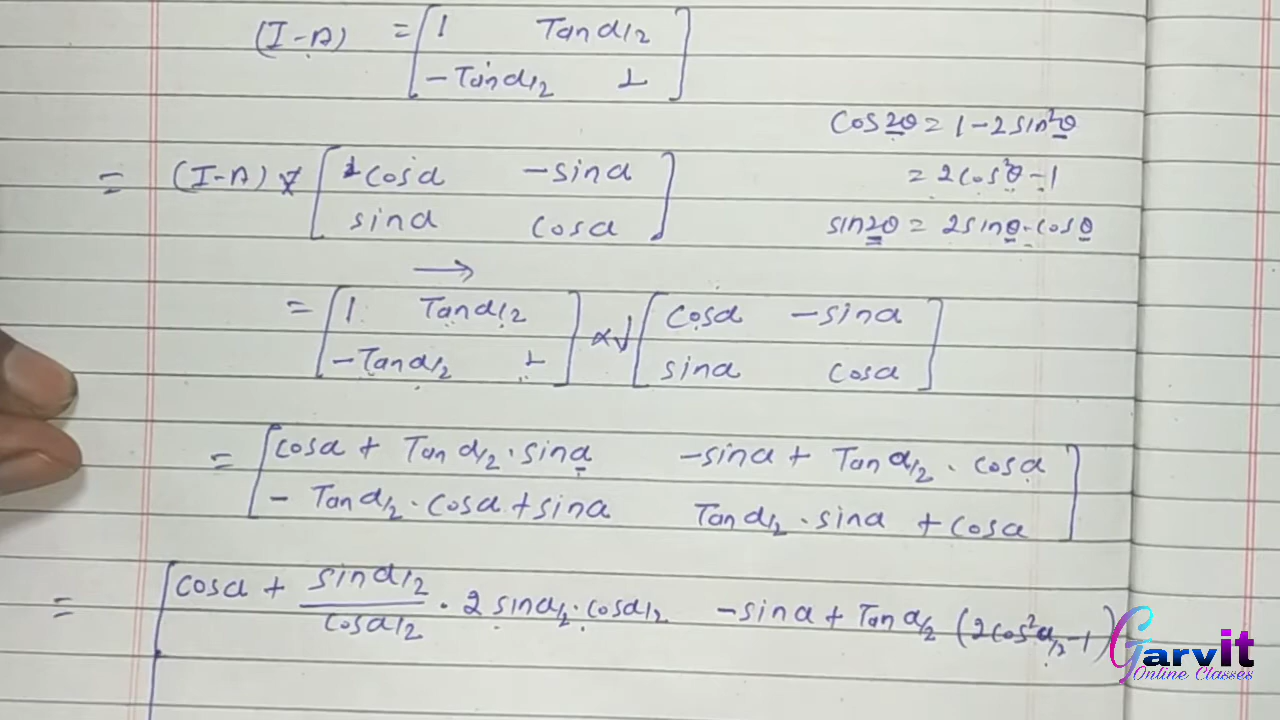 (I-A) = [1 Tanα/2
-Tanα/2 1]
cos2θ = 1-2sin²θ
= 2cos²θ-1
sin2θ = 2sinθ·cosθ
= (I-A) × [cosα -sinα
sinα cosα]
→
= [1 Tanα/2
-Tanα/2 1] × [cosα -sinα
sinα cosα]
= [cosα + Tanα/2·sinα -sinα + Tanα/2·cosα
-Tanα/2·cosα+sinα Tanα/2·sinα + cosα]
= [cosα + sinα/2 / cosα/2 · 2sinα/2·cosα/2 -sinα + Tanα/2 (2cos²α/2-1)
Garvit
Online Classes